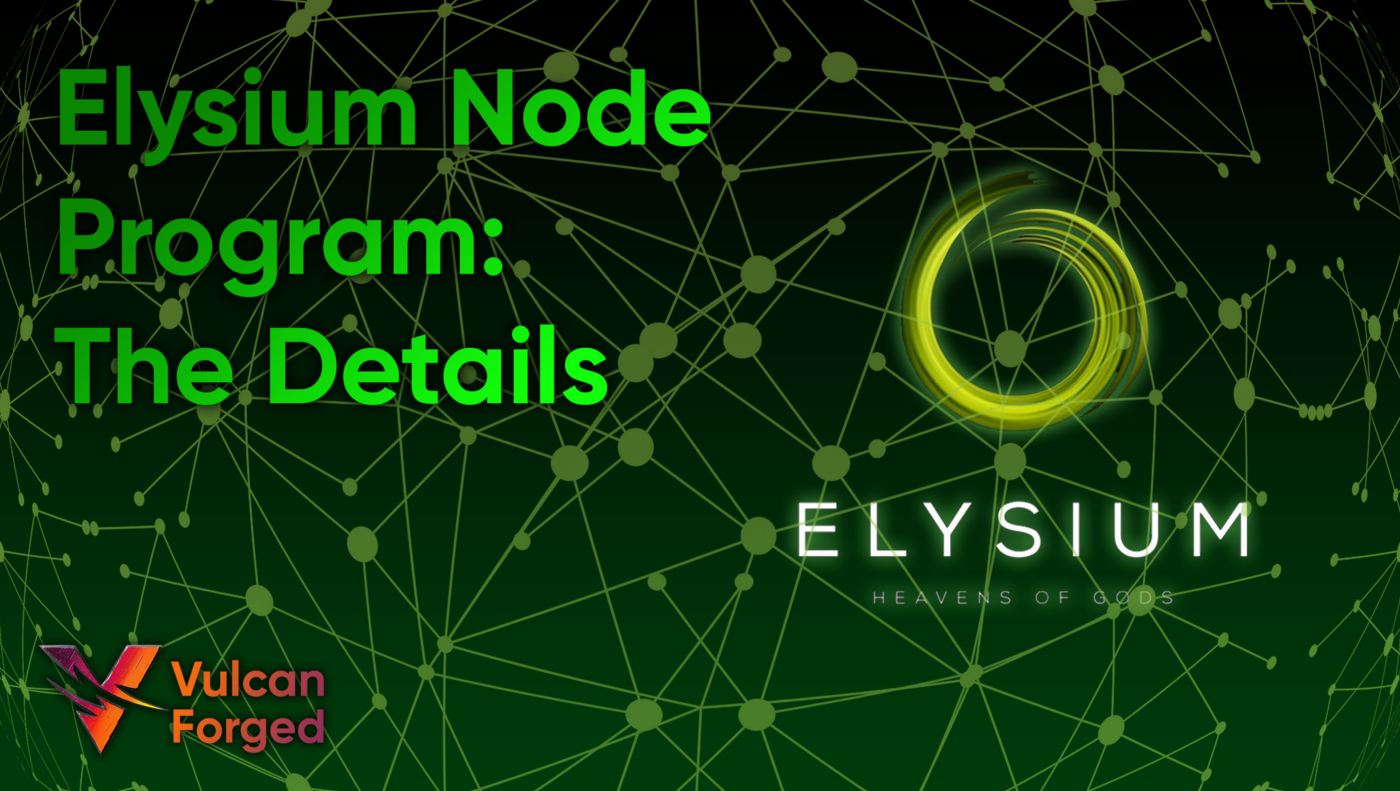 Elysium Node
Program:
The Details
ELYSIUM
HEAVENS OF GODS
Vulcan
Forged